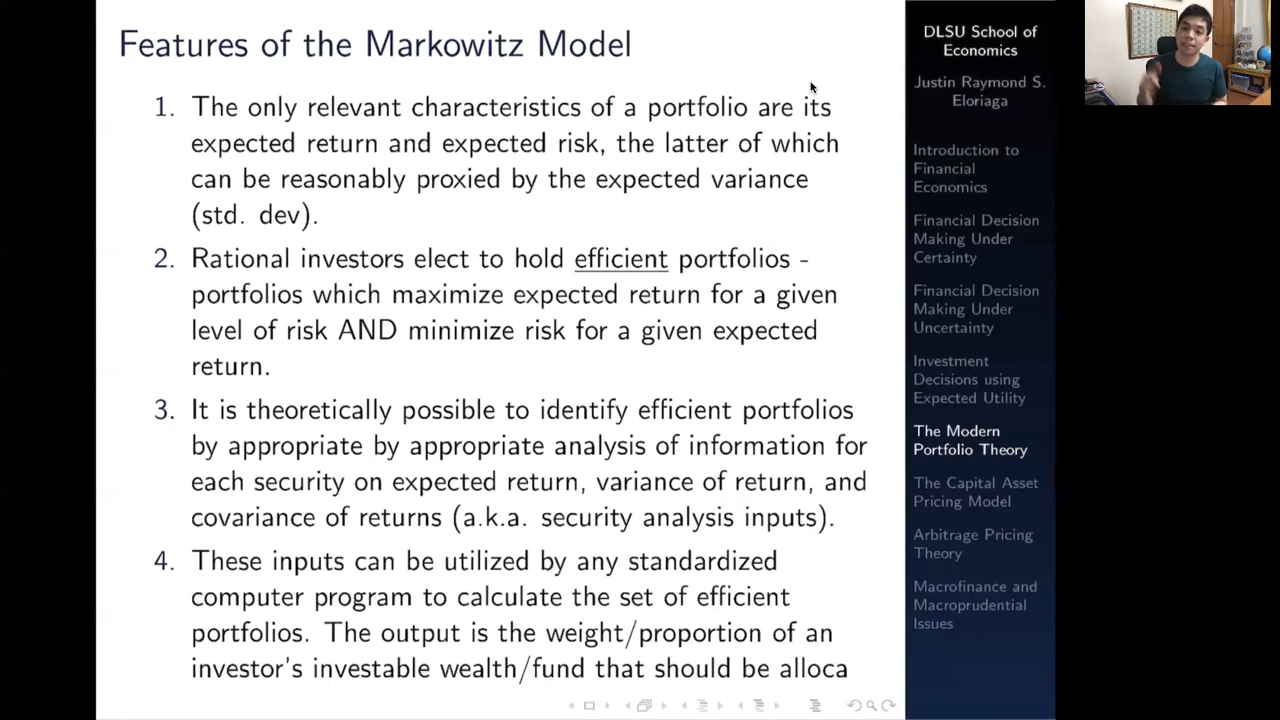 Features of the Markowitz Model
1. The only relevant characteristics of a portfolio are its
expected return and expected risk, the latter of which
can be reasonably proxied by the expected variance
(std. dev).
2. Rational investors elect to hold efficient portfolios -
portfolios which maximize expected return for a given
level of risk AND minimize risk for a given expected
return.
3. It is theoretically possible to identify efficient portfolios
by appropriate by appropriate analysis of information for
each security on expected return, variance of return, and
covariance of returns (a.k.a. security analysis inputs).
4. These inputs can be utilized by any standardized
computer program to calculate the set of efficient
portfolios. The output is the weight/proportion of an
investor's investable wealth/fund that should be alloca
DLSU School of
Economics
Justin Raymond S.
Eloriaga
Introduction to
Financial
Economics
Financial Decision
Making Under
Certainty
Financial Decision
Making Under
Uncertainty
Investment
Decisions using
Expected Utility
The Modern
Portfolio Theory
The Capital Asset
Pricing Model
Arbitrage Pricing
Theory
Macrofinance and
Macroprudential
Issues